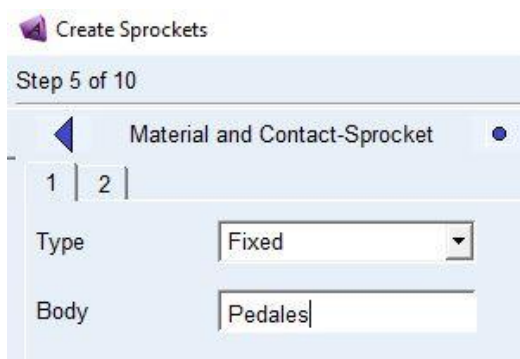 Create Sprockets
Step 5 of 10
Material and Contact-Sprocket
1 2
Type Fixed
Body Pedales